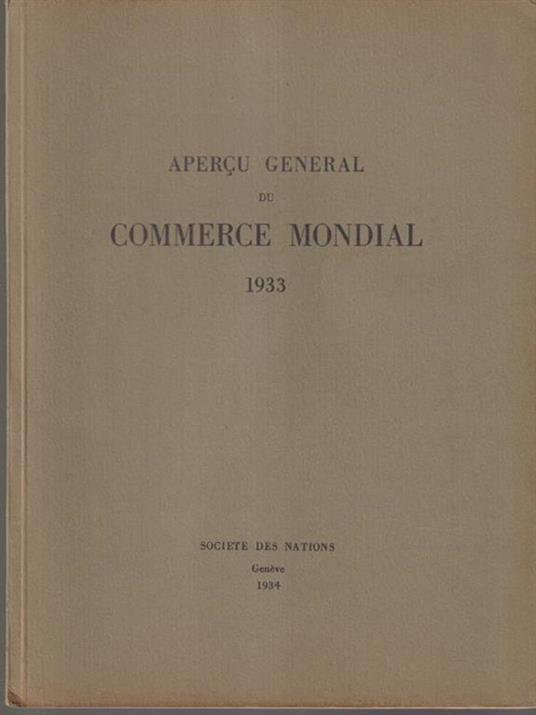 APERÇU GENERAL
DU
COMMERCE MONDIAL
1933
SOCIETE DES NATIONS
Genève
1934